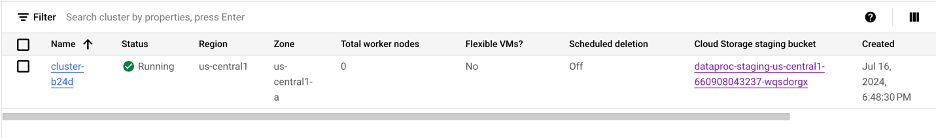 Filter Search cluster by properties, press Enter
Name Status Region Zone Total worker nodes Flexible VMs? Scheduled deletion Cloud Storage staging bucket Created
cluster- Running us-central1 us- 0 No Off dataproc-staging-us-central1- Jul 16,
b24d central1- 660908043237-wqsdorgx 2024,
a 6:48:30 PM